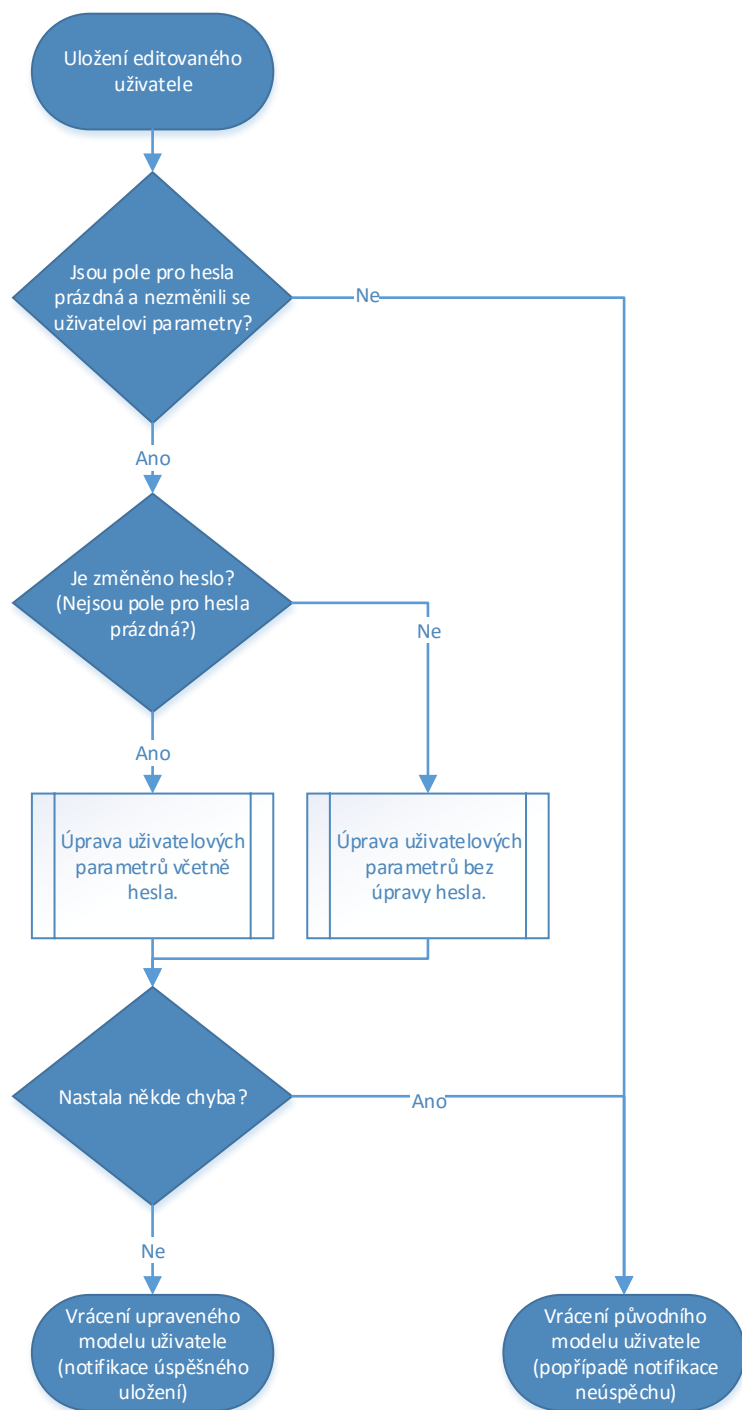 Uložení editovaného
uživatele
Jsou pole pro hesla
prázdná a nezměnili se
uživatelovi parametry?
Ne
Ano
Je změněno heslo?
(Nejsou pole pro hesla
prázdná?)
Ne
Ano
Úprava uživatelových
parametrů včetně
hesla.
Úprava uživatelových
parametrů bez
úpravy hesla.
Nastala někde chyba?
Ano
Ne
Vrácení upraveného
modelu uživatele
(notifikace úspěšného
uložení)
Vrácení původního
modelu uživatele
(popřípadě notifikace
neúspěchu)